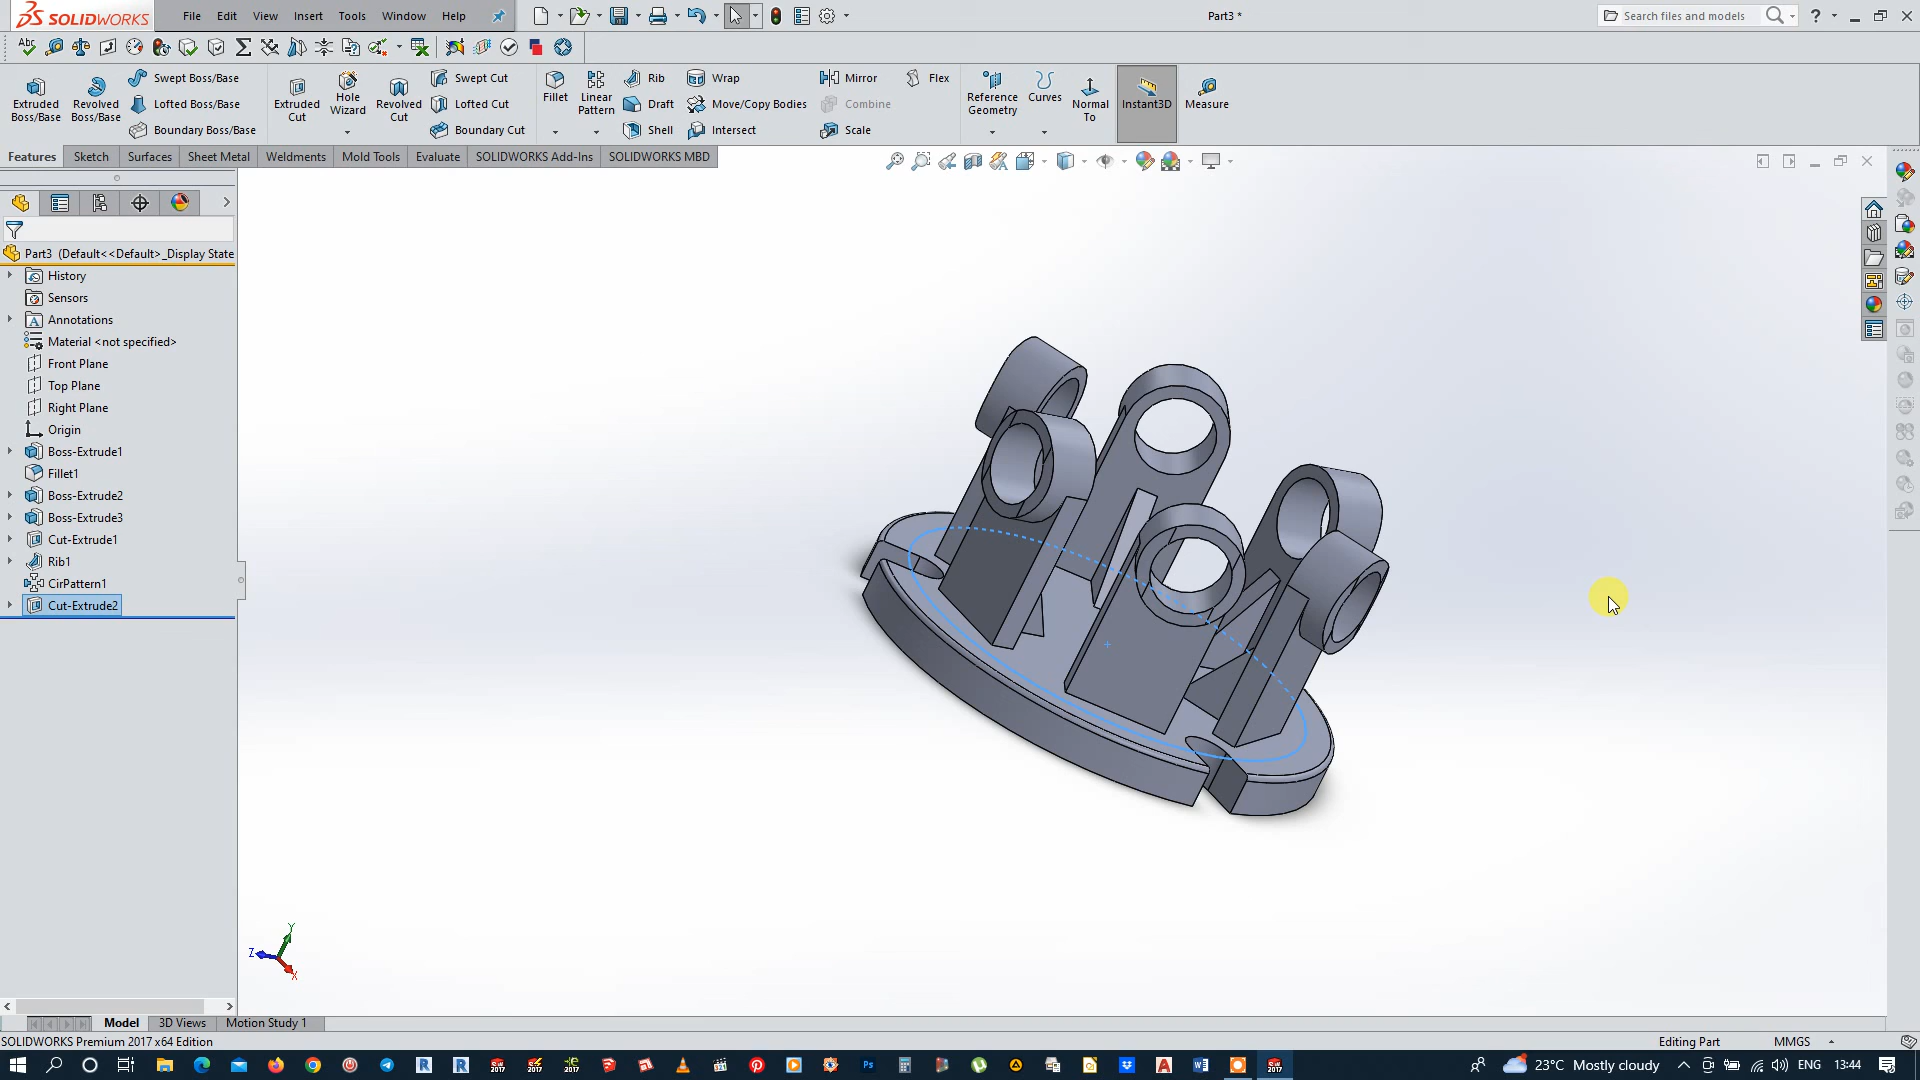 SOLIDWORKS File Edit View Insert Tools Window Help Part3 * Search files and models ?
Abc
Extruded Boss/Base
Revolved Boss/Base
Swept Boss/Base
Lofted Boss/Base
Boundary Boss/Base
Extruded Cut
Hole Wizard
Revolved Cut
Swept Cut
Lofted Cut
Boundary Cut
Fillet
Linear Pattern
Rib
Draft
Shell
Wrap
Move/Copy Bodies
Intersect
Mirror
Combine
Scale
Flex
Reference Geometry
Curves
Normal To
Instant3D
Measure
Features Sketch Surfaces Sheet Metal Weldments Mold Tools Evaluate SOLIDWORKS Add-Ins SOLIDWORKS MBD
Part3 (Default<<Default>_Display State
History
Sensors
Annotations
Material <not specified>
Front Plane
Top Plane
Right Plane
Origin
Boss-Extrude1
Fillet1
Boss-Extrude2
Boss-Extrude3
Cut-Extrude1
Rib1
CirPattern1
Cut-Extrude2
Y
Z
X
Model 3D Views Motion Study 1
SOLIDWORKS Premium 2017 x64 Edition Editing Part MMGS
23°C Mostly cloudy ENG 13:44